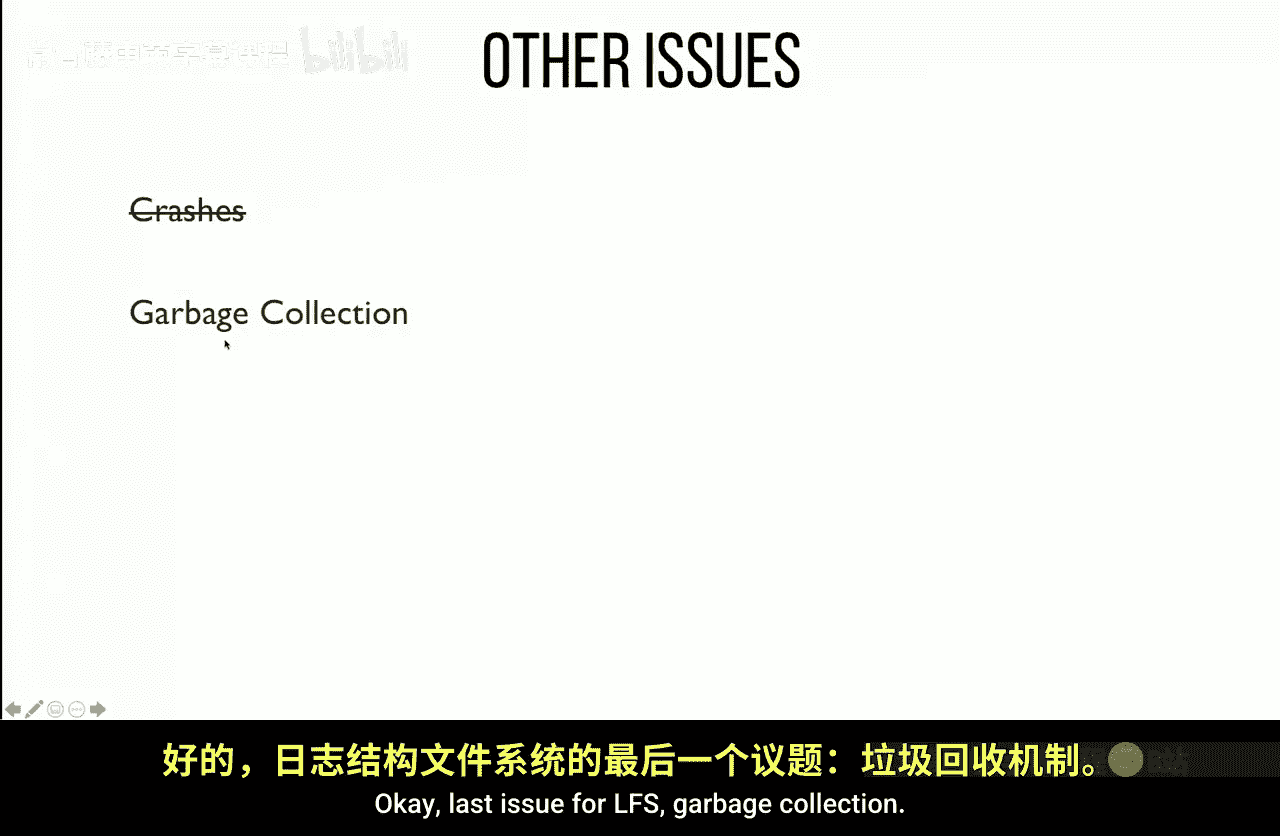 bilibili
OTHER ISSUES
Crashes
Garbage Collection
好的，日志结构文件系统的最后一个议题：垃圾回收机制。
Okay, last issue for LFS, garbage collection.